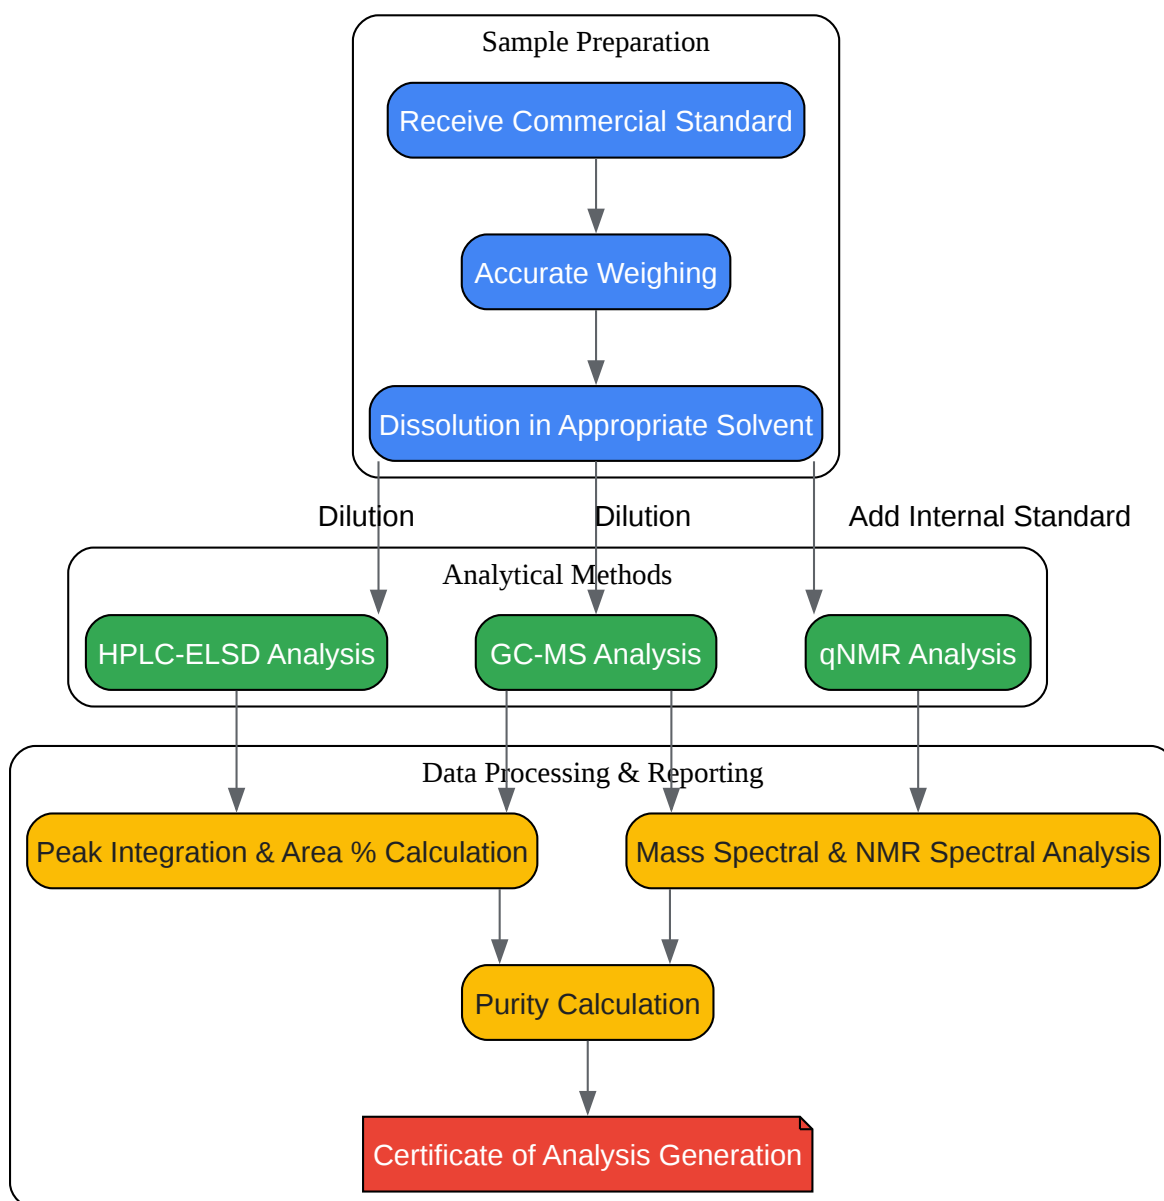 Sample Preparation
Receive Commercial Standard
Accurate Weighing
Dissolution in Appropriate Solvent
Dilution
Dilution
Add Internal Standard
Analytical Methods
HPLC-ELSD Analysis
GC-MS Analysis
qNMR Analysis
Data Processing & Reporting
Peak Integration & Area % Calculation
Mass Spectral & NMR Spectral Analysis
Purity Calculation
Certificate of Analysis Generation